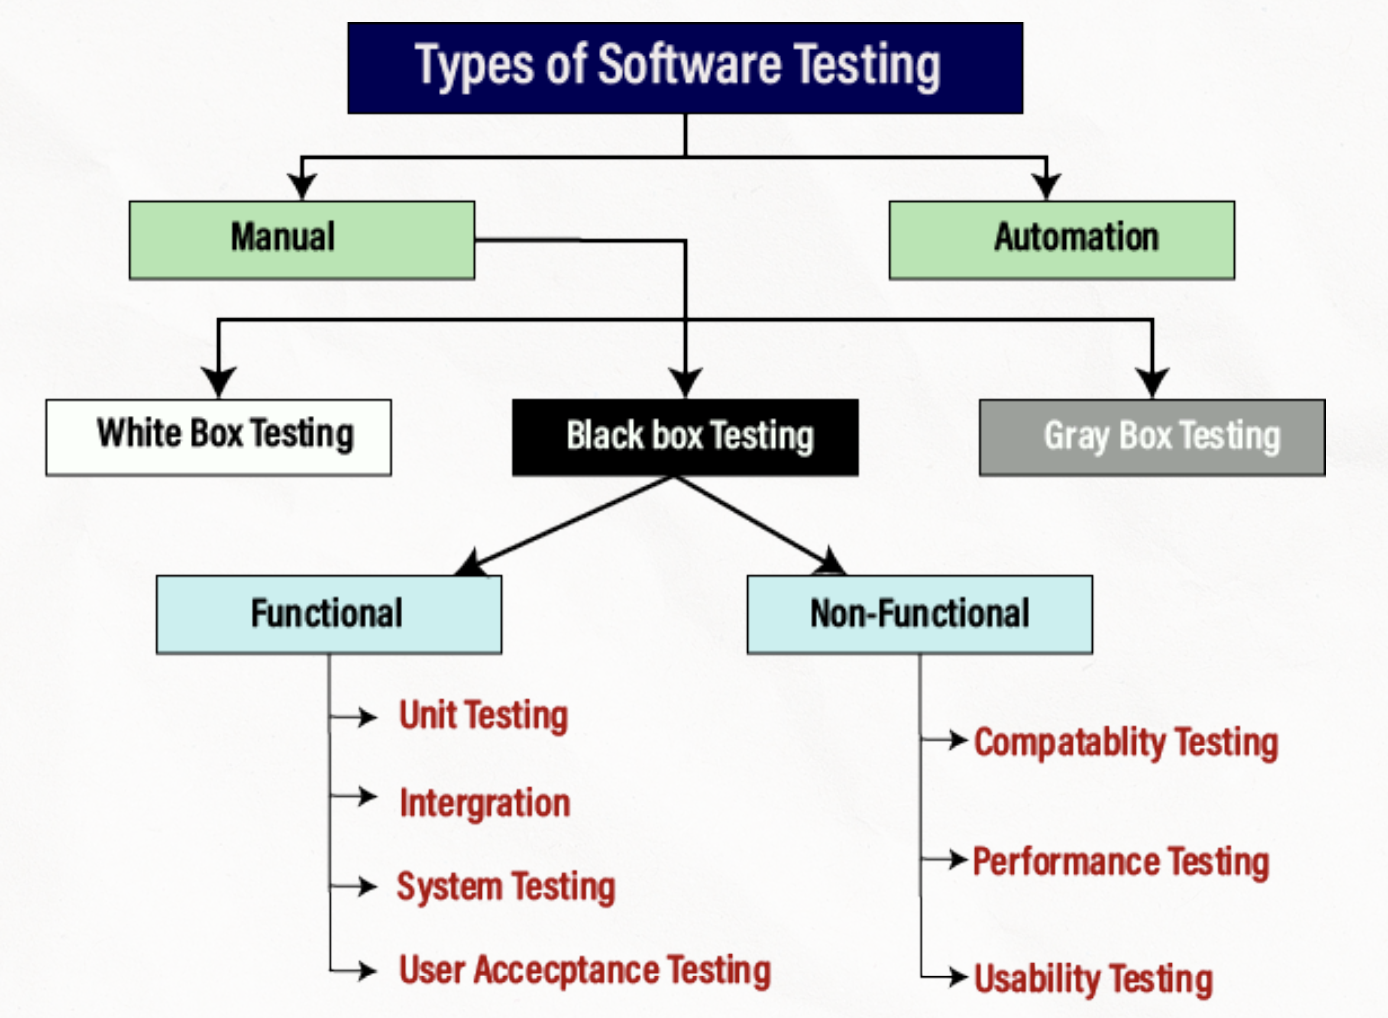 Types of Software Testing
Manual
Automation
White Box Testing
Black box Testing
Gray Box Testing
Functional
Non-Functional
Unit Testing
Intergration
System Testing
User Accecptance Testing
Compatablity Testing
Performance Testing
Usability Testing